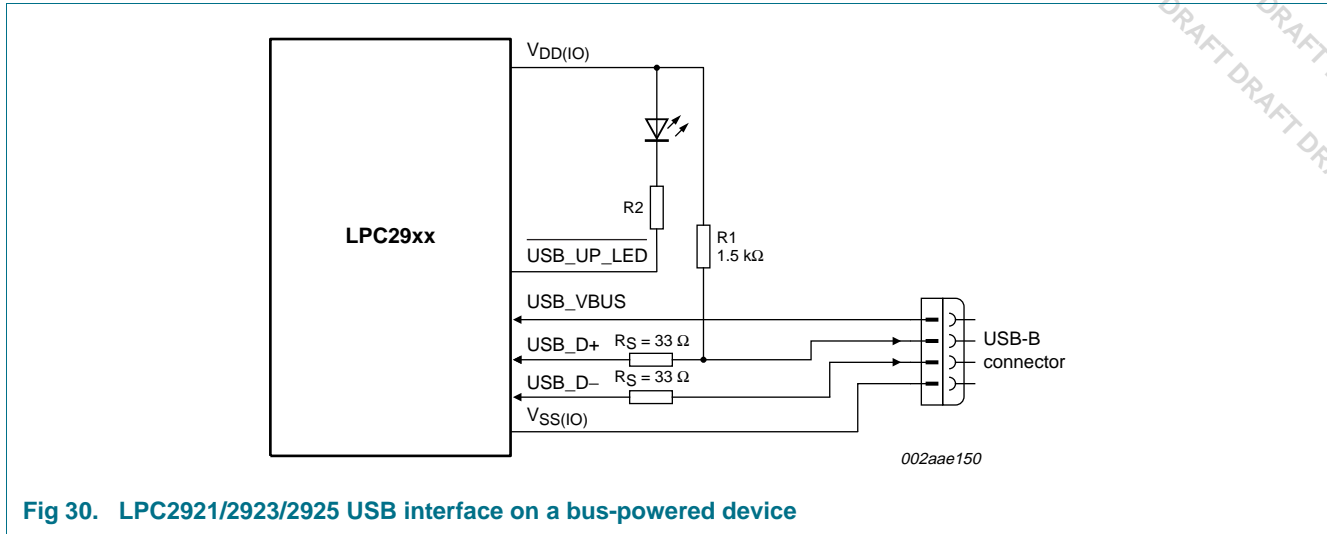 DRAFT DRAFT DRAFT
DRAFT
VDD(IO)
R2
LPC29xx
R1
1.5 kΩ
USB_UP_LED
USB_VBUS
USB_D+ RS = 33 Ω
USB-B
connector
USB_D− RS = 33 Ω
VSS(IO)
002aae150
Fig 30. LPC2921/2923/2925 USB interface on a bus-powered device